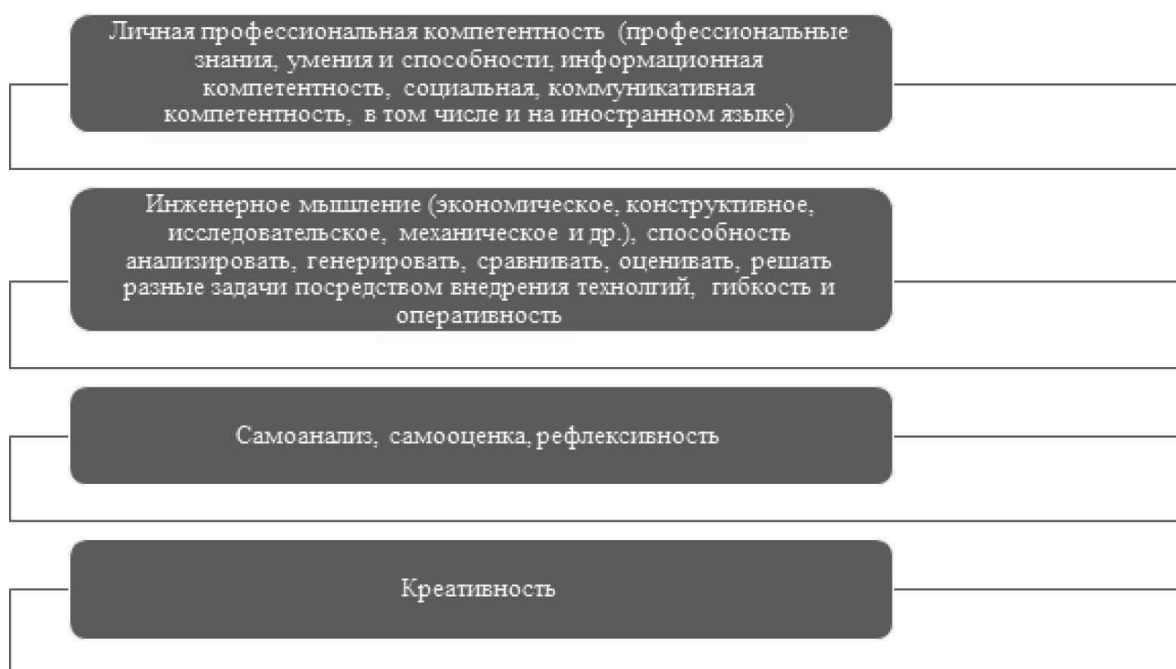 Личная профессиональная компетентность (профессиональные
знания, умения и способности, информационная
компетентность, социальная, коммуникативная
компетентность, в том числе и на иностранном языке)
Инженерное мышление (экономическое, конструктивное,
исследовательское, механическое и др.), способность
анализировать, генерировать, сравнивать, оценивать, решать
разные задачи посредством внедрения технолгий, гибкость и
оперативность
Самоанализ, самооценка, рефлексивность
Креативность